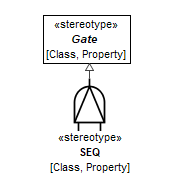 «stereotype»
Gate
[Class, Property]
«stereotype»
SEQ
[Class, Property]